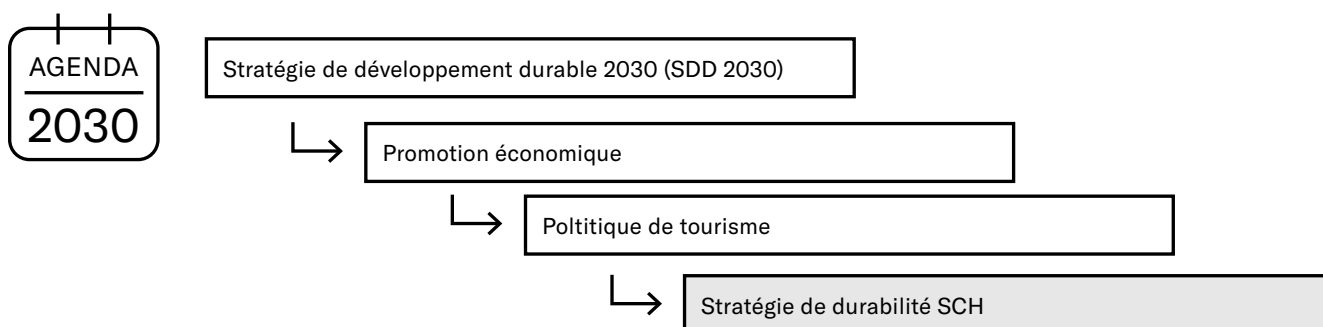 AGENDA
2030
Stratégie de développement durable 2030 (SDD 2030)
Promotion économique
Poltitique de tourisme
Stratégie de durabilité SCH